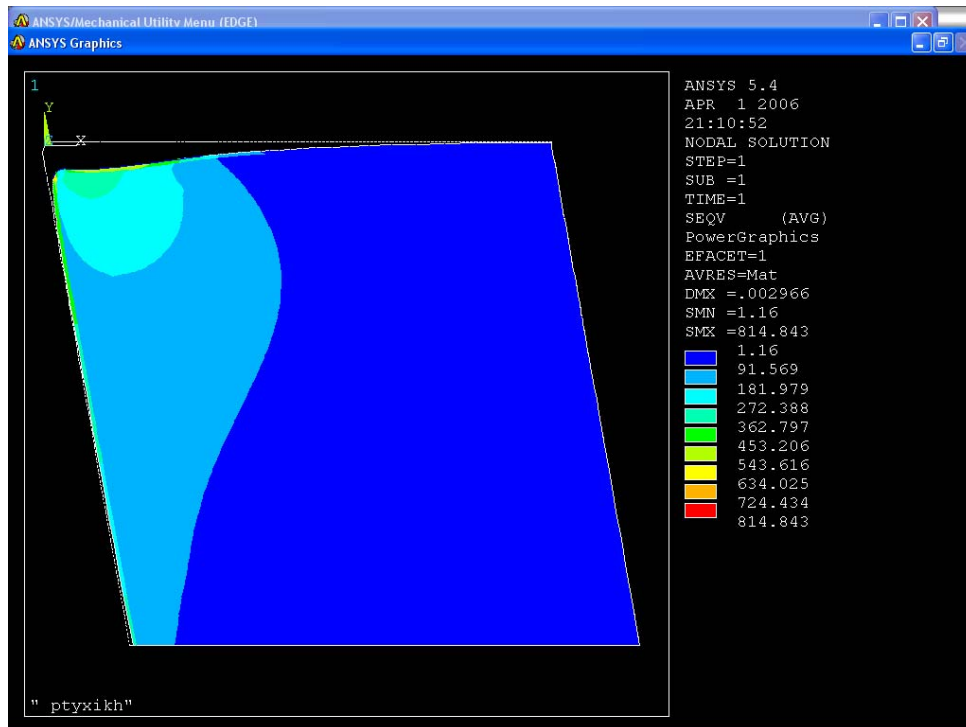 ANSYS/Mechanical Utility Menu (EDGE)
ANSYS Graphics
1
Y
X
ANSYS 5.4
APR 1 2006
21:10:52
NODAL SOLUTION
STEP=1
SUB =1
TIME=1
SEQV (AVG)
PowerGraphics
EFACET=1
AVRES=Mat
DMX =.002966
SMN =1.16
SMX =814.843
1.16
91.569
181.979
272.388
362.797
453.206
543.616
634.025
724.434
814.843
" ptyxikh"